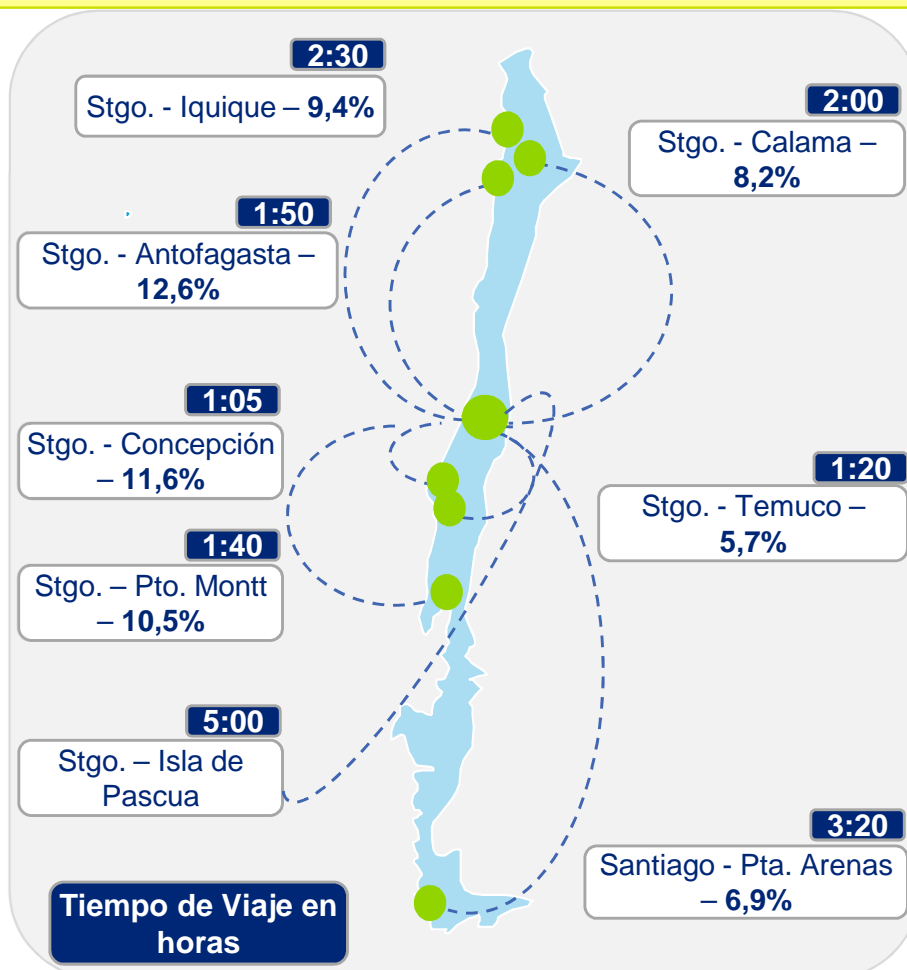 2:30
Stgo. - Iquique – 9,4%
2:00
Stgo. - Calama –
8,2%
1:50
Stgo. - Antofagasta –
12,6%
1:05
Stgo. - Concepción
– 11,6%
1:20
Stgo. - Temuco –
5,7%
1:40
Stgo. – Pto. Montt
– 10,5%
5:00
Stgo. – Isla de
Pascua
3:20
Santiago - Pta. Arenas
– 6,9%
Tiempo de Viaje en
horas